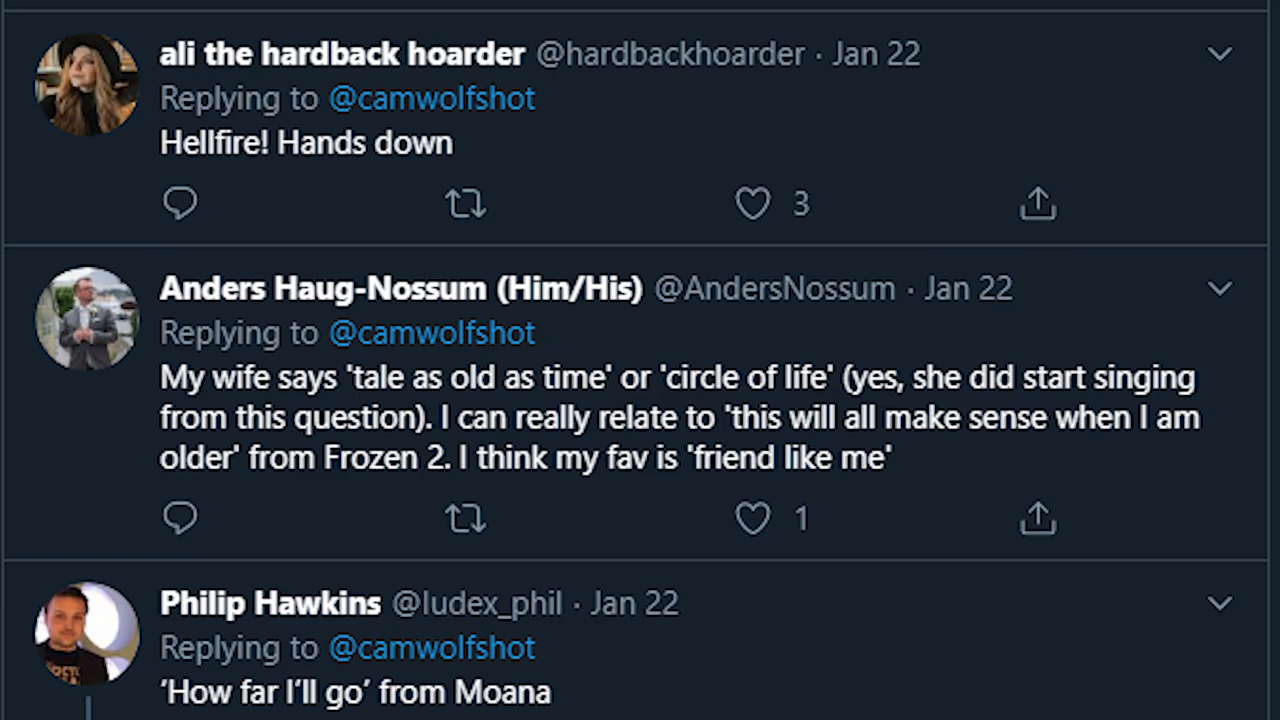 ali the hardback hoarder @hardbackhoarder · Jan 22
Replying to @camwolfshot
Hellfire! Hands down
3
Anders Haug-Nossum (Him/His) @AndersNossum · Jan 22
Replying to @camwolfshot
My wife says 'tale as old as time' or 'circle of life' (yes, she did start singing
from this question). I can really relate to 'this will all make sense when I am
older' from Frozen 2. I think my fav is 'friend like me'
1
Philip Hawkins @ludex_phil · Jan 22
Replying to @camwolfshot
‘How far I’ll go’ from Moana